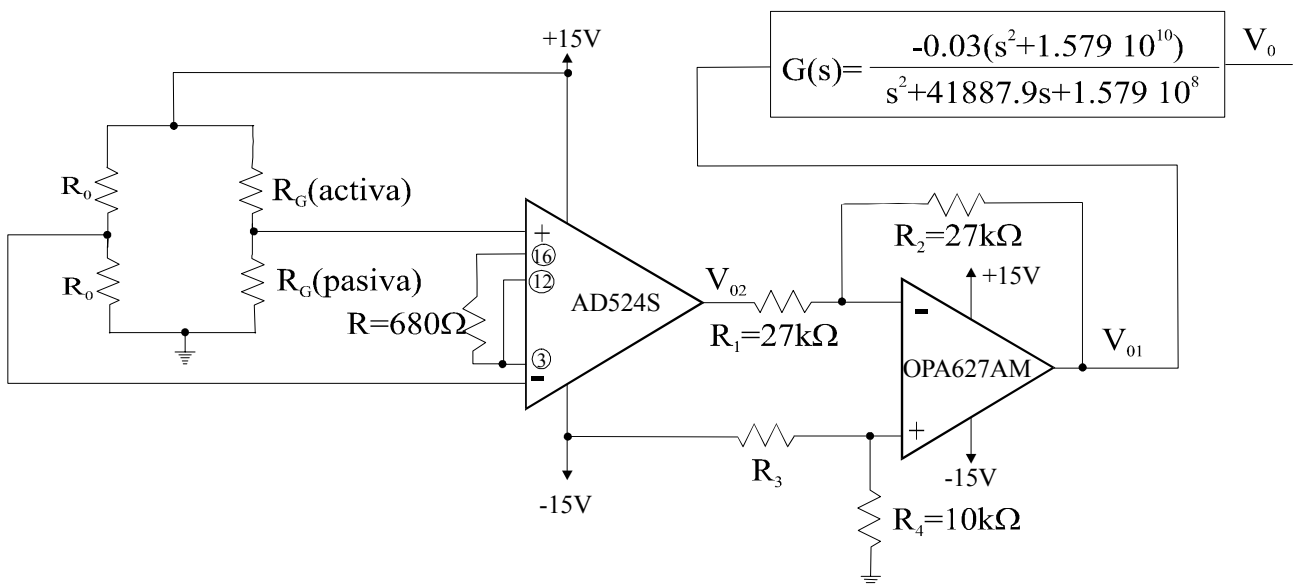 +15V
R₀
R₀
R_G(activa)
R_G(pasiva)
R=680Ω
+
16
12
3
-
AD524S
-15V
V₀₂
R₁=27kΩ
R₂=27kΩ
+15V
-
OPA627AM
+
-15V
V₀₁
R₃
R₄=10kΩ
G(s)=
-0.03(s²+1.579 10¹⁰)
s²+41887.9s+1.579 10⁸
V₀